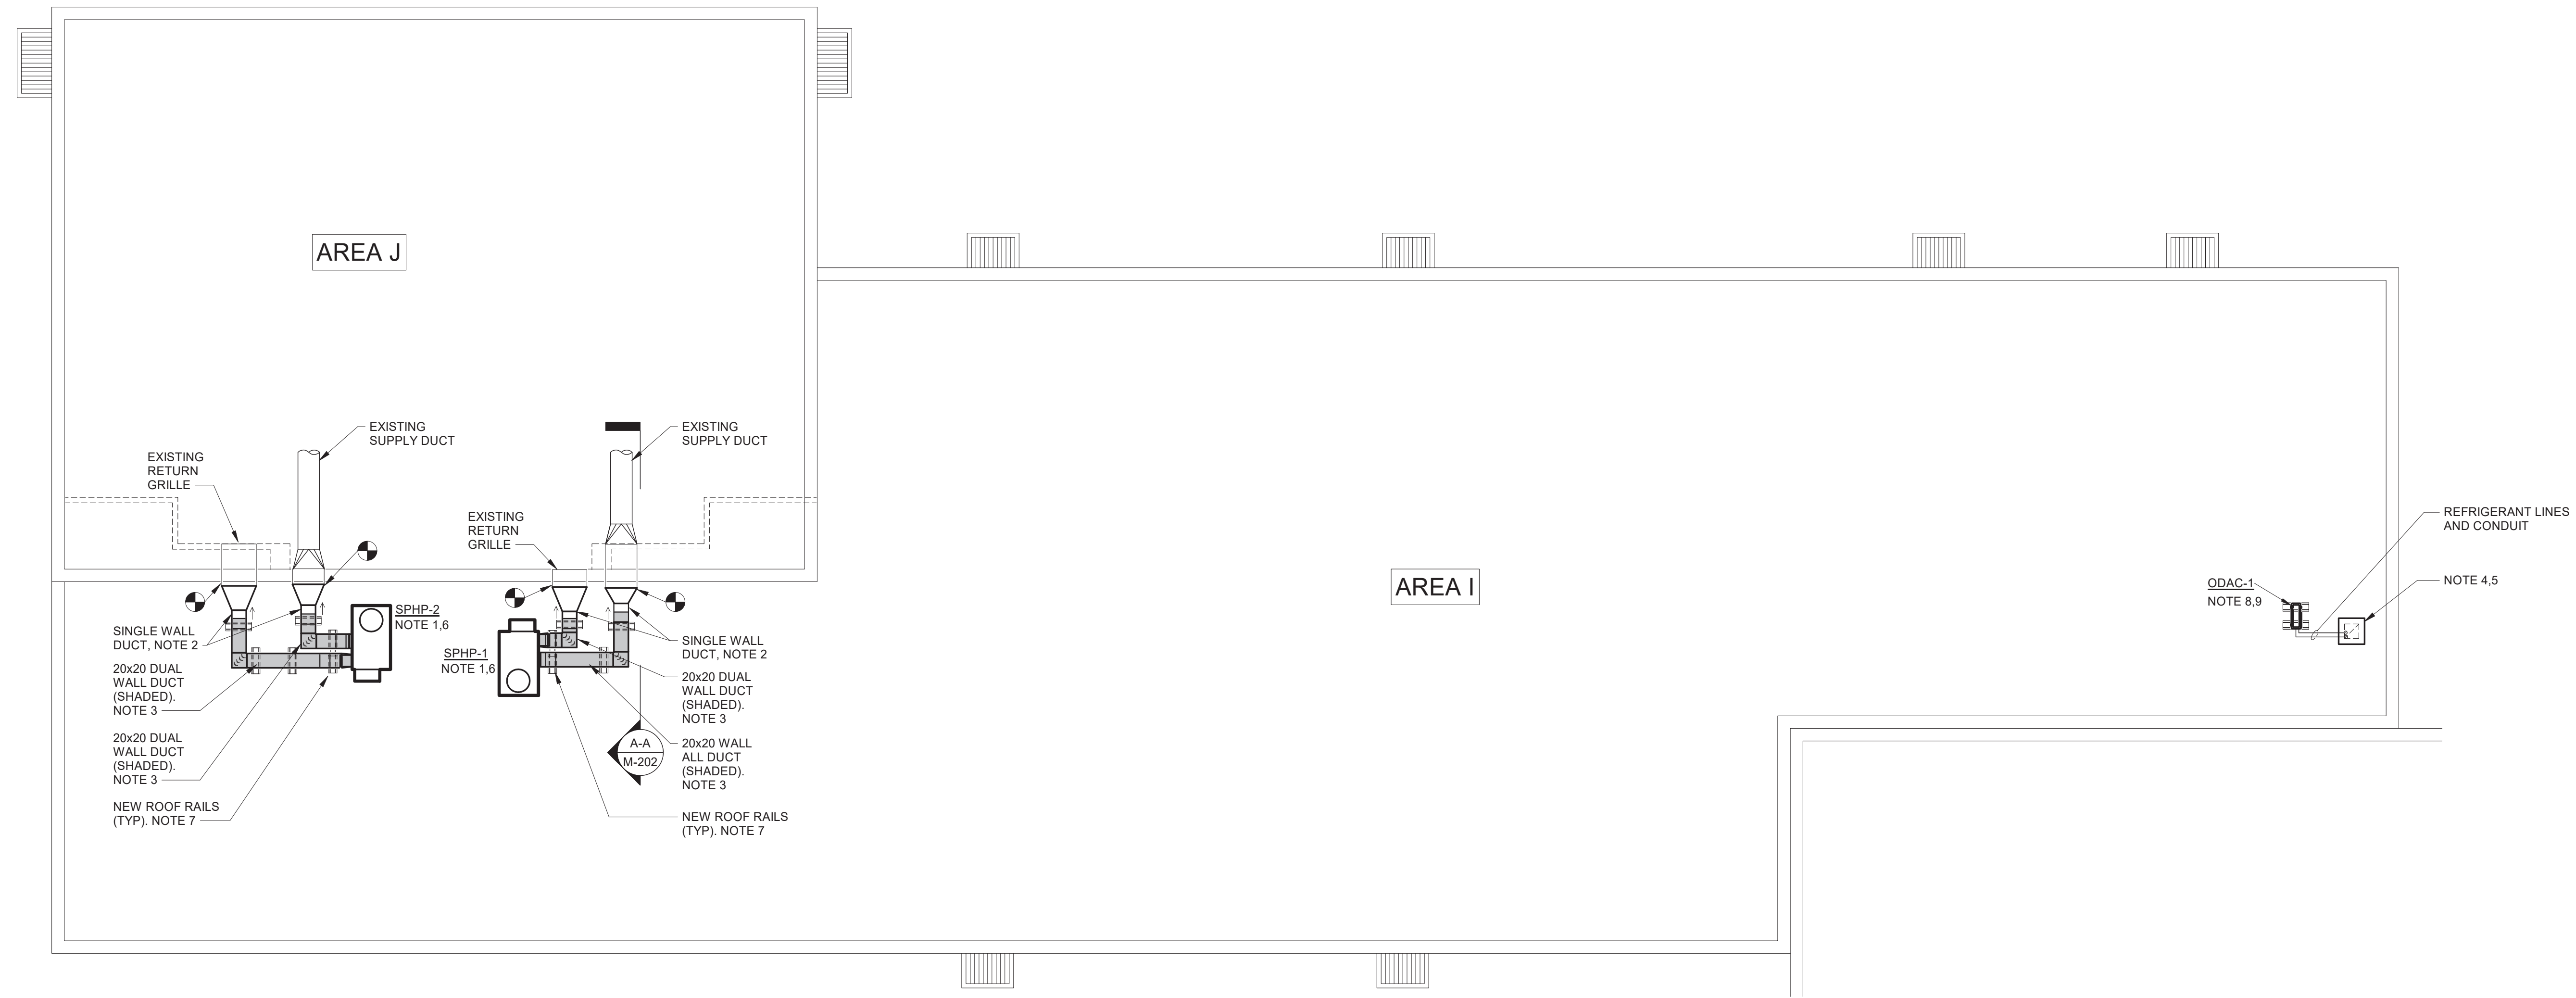 AREA J
EXISTING
SUPPLY DUCT
EXISTING
SUPPLY DUCT
EXISTING
RETURN
GRILLE
EXISTING
RETURN
GRILLE
REFRIGERANT LINES
AND CONDUIT
AREA I
ODAC-1
NOTE 8,9
NOTE 4,5
SPHP-2
NOTE 1,6
SPHP-1
NOTE 1,6
SINGLE WALL
DUCT, NOTE 2
20x20 DUAL
WALL DUCT
(SHADED).
NOTE 3
20x20 DUAL
WALL DUCT
(SHADED).
NOTE 3
NEW ROOF RAILS
(TYP). NOTE 7
SINGLE WALL
DUCT, NOTE 2
20x20 DUAL
WALL DUCT
(SHADED).
NOTE 3
A-A
M-202
20x20 WALL
ALL DUCT
(SHADED).
NOTE 3
NEW ROOF RAILS
(TYP). NOTE 7